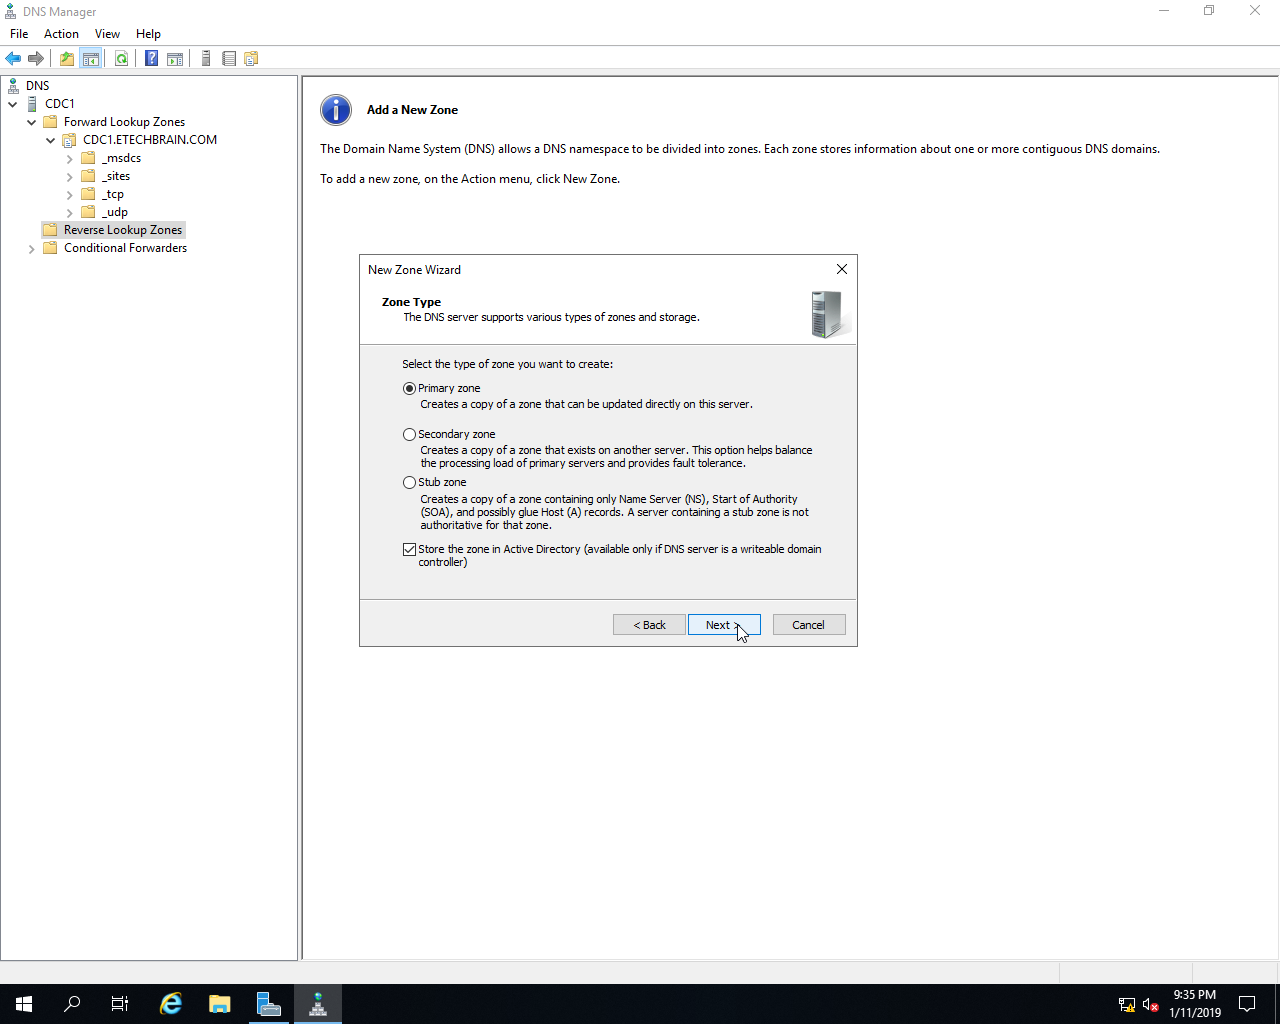 DNS Manager
File Action View Help
DNS
CDC1
Forward Lookup Zones
CDC1.ETECHBRAIN.COM
_msdcs
_sites
_tcp
_udp
Reverse Lookup Zones
Conditional Forwarders
Add a New Zone
The Domain Name System (DNS) allows a DNS namespace to be divided into zones. Each zone stores information about one or more contiguous DNS domains.
To add a new zone, on the Action menu, click New Zone.
New Zone Wizard
Zone Type
The DNS server supports various types of zones and storage.
Select the type of zone you want to create:
Primary zone
Creates a copy of a zone that can be updated directly on this server.
Secondary zone
Creates a copy of a zone that exists on another server. This option helps balance
the processing load of primary servers and provides fault tolerance.
Stub zone
Creates a copy of a zone containing only Name Server (NS), Start of Authority
(SOA), and possibly glue Host (A) records. A server containing a stub zone is not
authoritative for that zone.
Store the zone in Active Directory (available only if DNS server is a writeable domain
controller)
< Back Next > Cancel
9:35 PM
1/11/2019